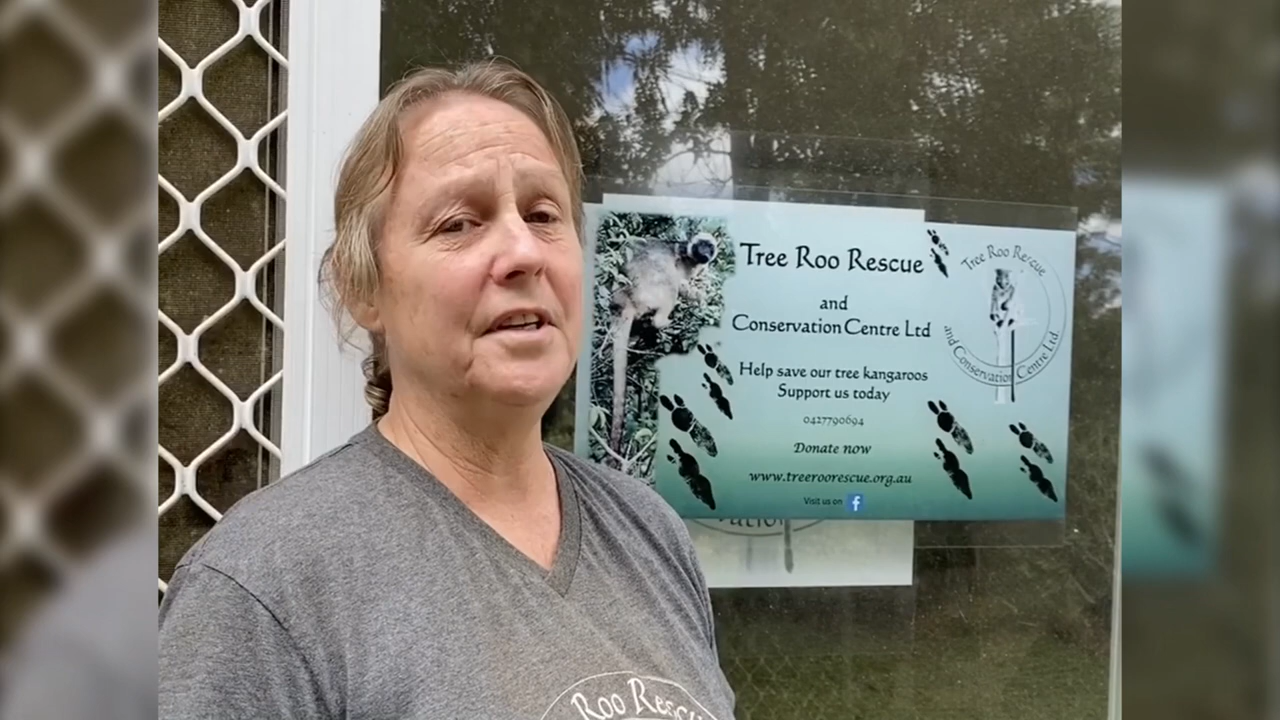 Tree Roo Rescue
and
Conservation Centre Ltd
Help save our tree kangaroos
Support us today
0427790694
Donate now
www.treeroorescue.org.au
Visit us on f
Tree Roo Rescue
and Conservation Centre Ltd.
Roo Rescue